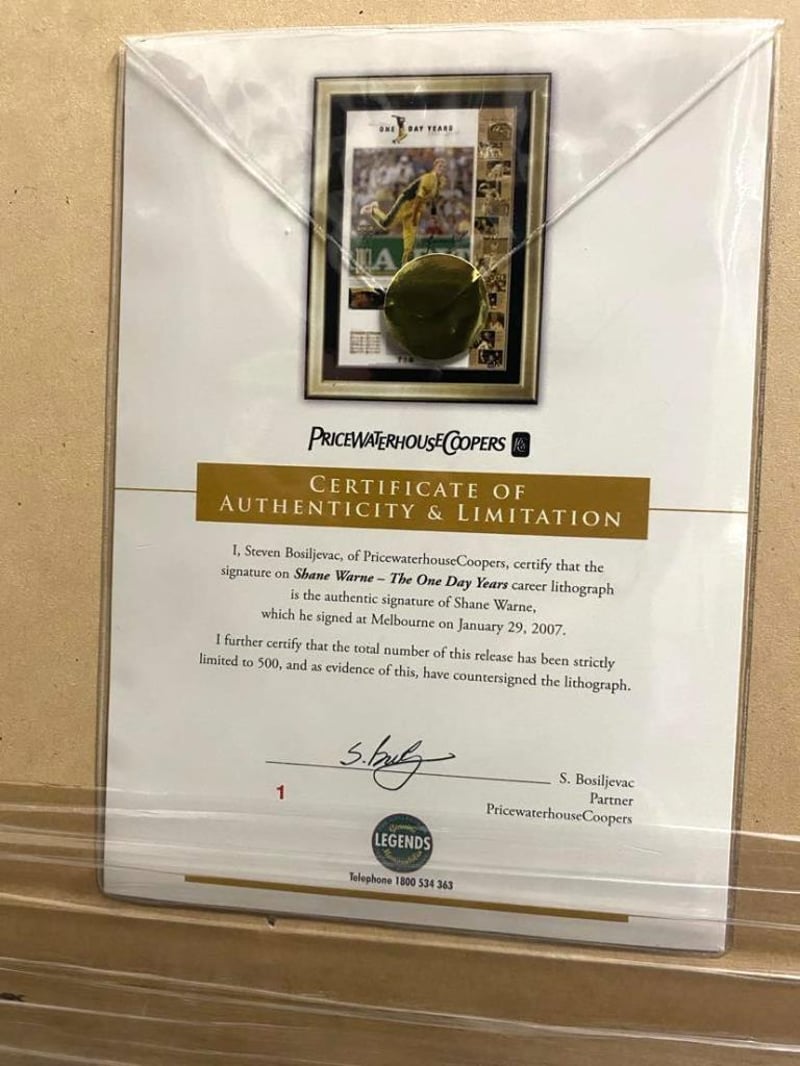 ONE DAY YEARS
PRICEWATERHOUSECOOPERS
CERTIFICATE OF
AUTHENTICITY & LIMITATION
I, Steven Bosiljevac, of PricewaterhouseCoopers, certify that the
signature on Shane Warne – The One Day Years career lithograph
is the authentic signature of Shane Warne,
which he signed at Melbourne on January 29, 2007.
I further certify that the total number of this release has been strictly
limited to 500, and as evidence of this, have countersigned the lithograph.
S. Bosiljevac
Partner
PricewaterhouseCoopers
1
LEGENDS
Telephone 1800 534 363